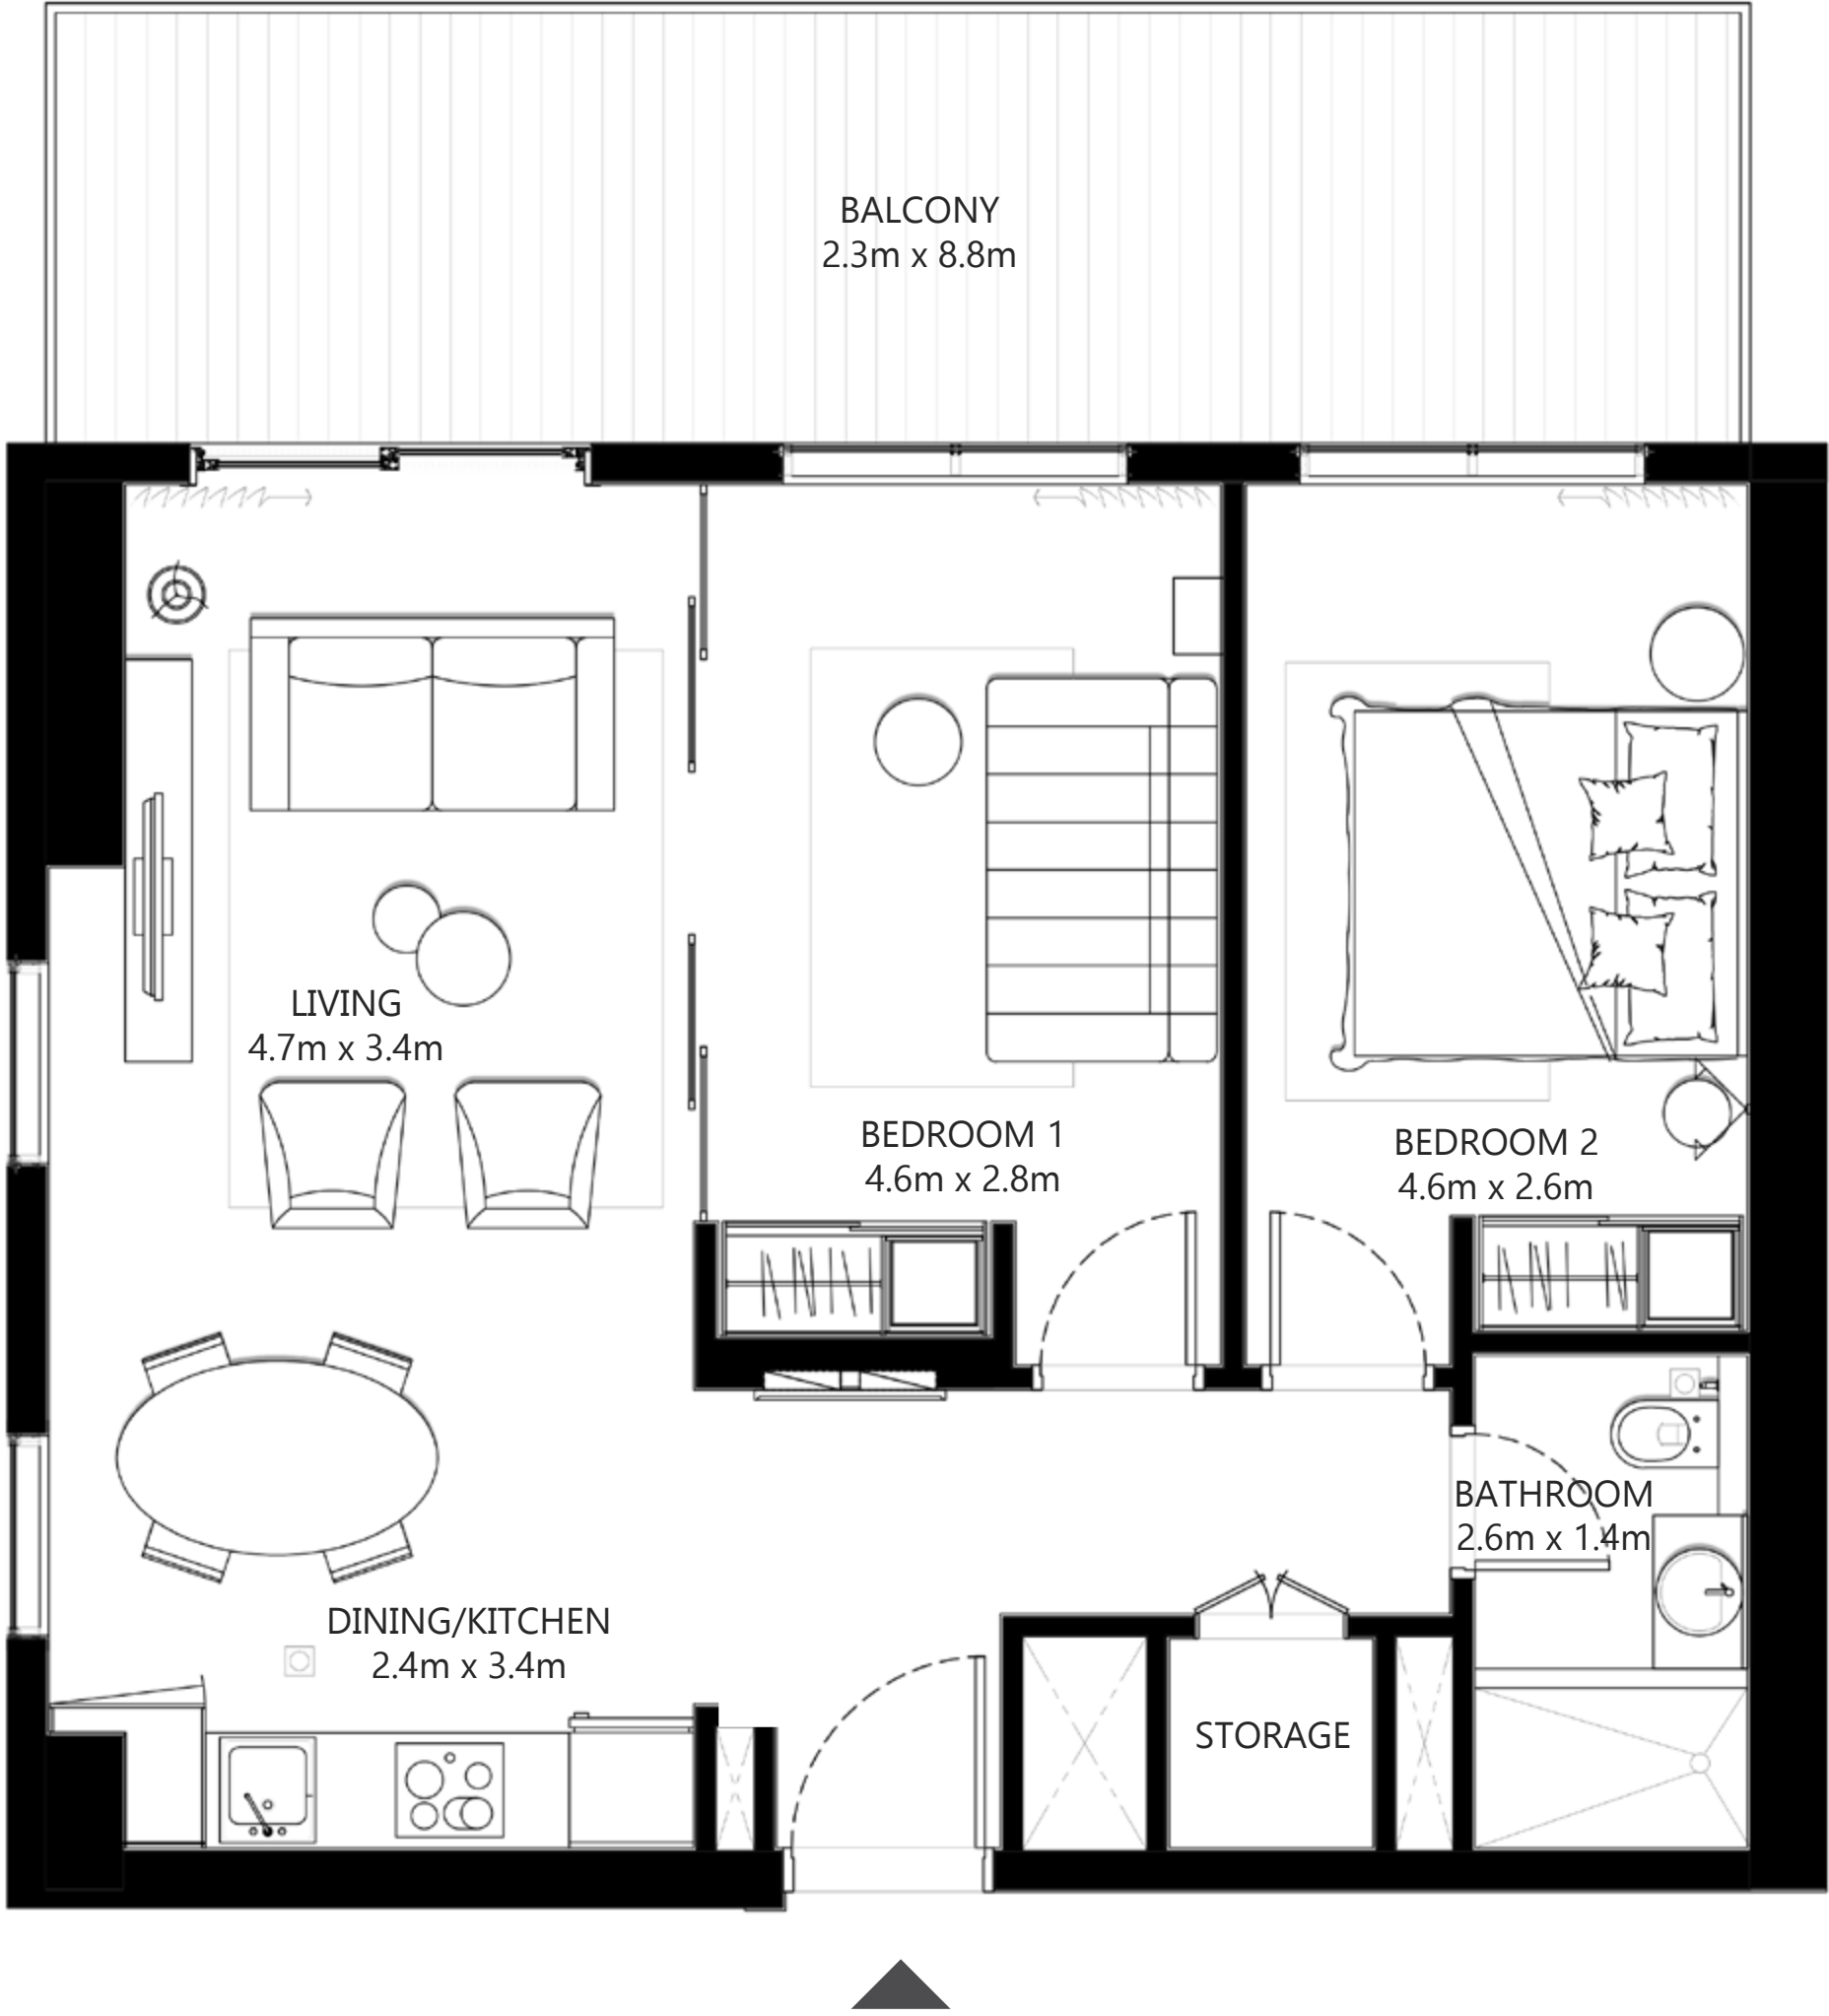 BALCONY
2.3m x 8.8m
LIVING
4.7m x 3.4m
BEDROOM 1
4.6m x 2.8m
BEDROOM 2
4.6m x 2.6m
BATHROOM
2.6m x 1.4m
DINING/KITCHEN
2.4m x 3.4m
STORAGE